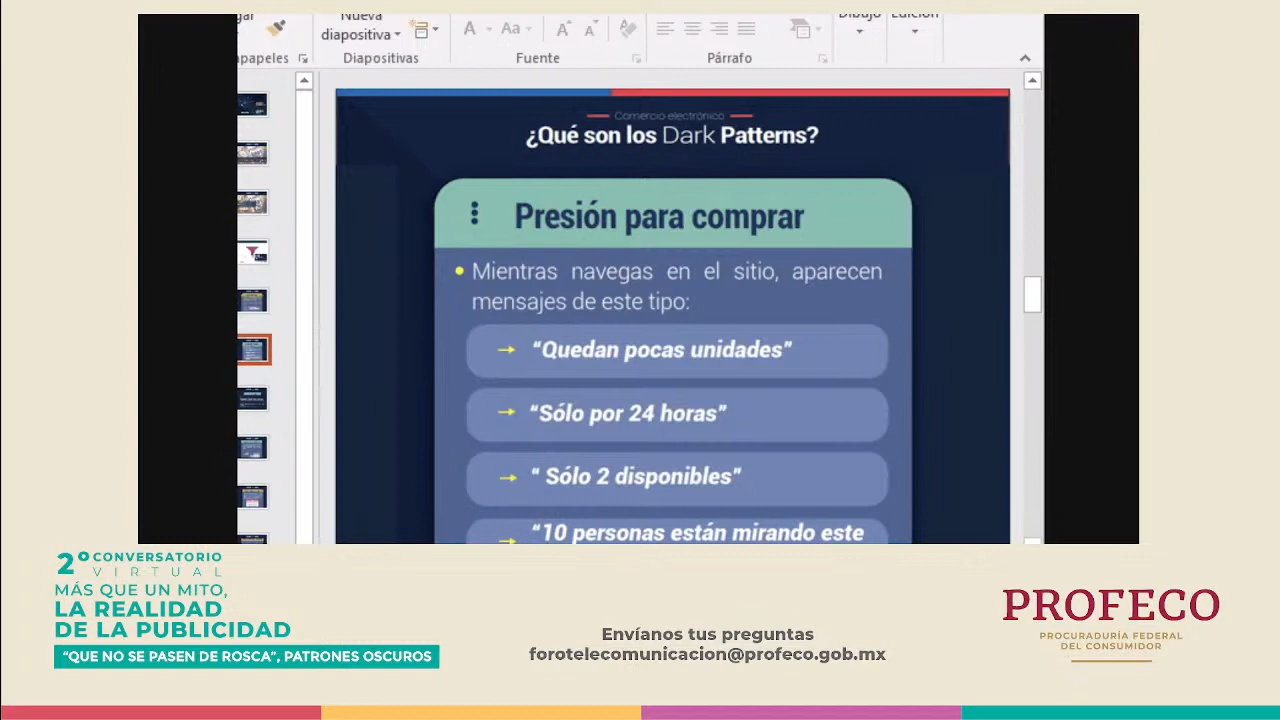 Nueva
diapositiva
Aa
A
A
A
Dibujo
Edición
Diapositivas
Fuente
Párrafo
Comercio electrónico
¿Qué son los Dark Patterns?
Presión para comprar
• Mientras navegas en el sitio, aparecen
mensajes de este tipo:
→ “Quedan pocas unidades”
→ “Sólo por 24 horas”
→ “ Sólo 2 disponibles”
→ “10 personas están mirando este
2º CONVERSATORIO
VIRTUAL
MÁS QUE UN MITO,
LA REALIDAD
DE LA PUBLICIDAD
“QUE NO SE PASEN DE ROSCA”, PATRONES OSCUROS
Envíanos tus preguntas
forotelecomunicacion@profeco.gob.mx
PROFECO
PROCURADURÍA FEDERAL
DEL CONSUMIDOR